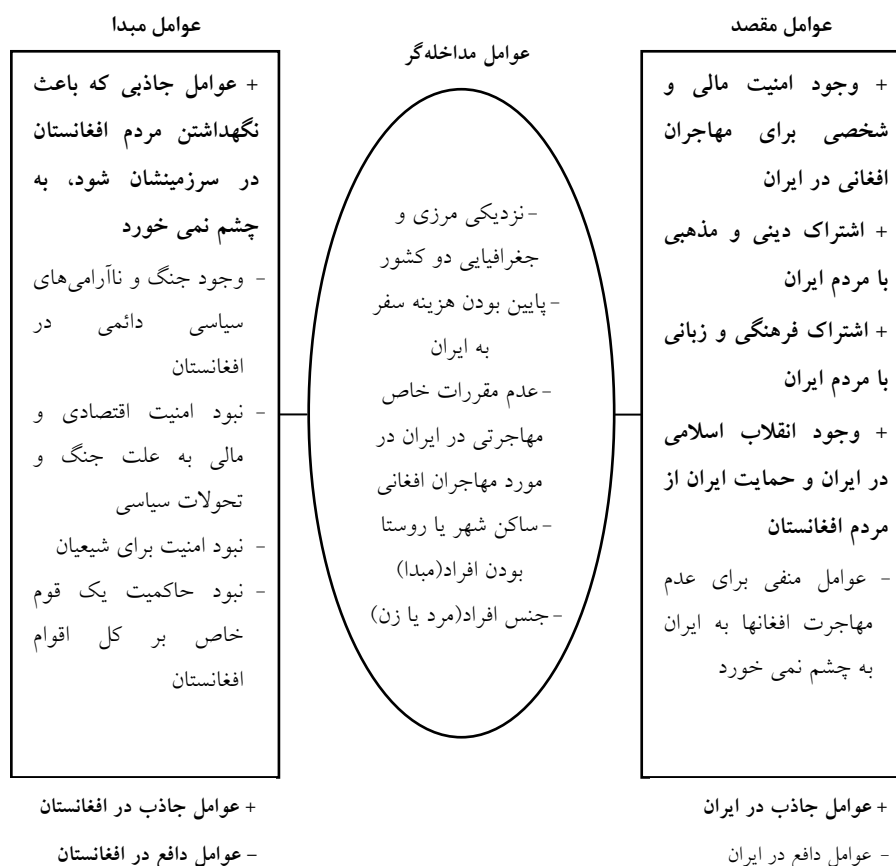 عوامل مقصد
+ وجود امنیت مالی و
شخصی برای مهاجران
افغانی در ایران
+ اشتراک دینی و مذهبی
با مردم ایران
+ اشتراک فرهنگی و زبانی
با مردم ایران
+ وجود انقلاب اسلامی
در ایران و حمایت ایران از
مردم افغانستان
- عوامل منفی برای عدم
مهاجرت افغانها به ایران
به چشم نمی خورد
+ عوامل جاذب در ایران
- عوامل دافع در ایران
عوامل مداخله‌گر
-نزدیکی مرزی و
جغرافیایی دو کشور
-پایین بودن هزینه سفر
به ایران
-عدم مقررات خاص
مهاجرتی در ایران در
مورد مهاجران افغانی
-ساکن شهر یا روستا
بودن افراد(مبدا)
-جنس افراد(مرد یا زن)
عوامل مبدا
+ عوامل جاذبی که باعث
نگهداشتن مردم افغانستان
در سرزمینشان شود، به
چشم نمی خورد
- وجود جنگ و ناآرامی‌های
سیاسی دائمی در
افغانستان
- نبود امنیت اقتصادی و
مالی به علت جنگ و
تحولات سیاسی
- نبود امنیت برای شیعیان
- نبود حاکمیت یک قوم
خاص بر کل اقوام
افغانستان
+ عوامل جاذب در افغانستان
- عوامل دافع در افغانستان